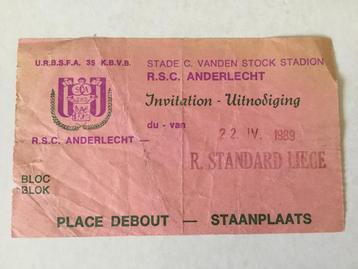 U.R.B.S.F.A. 35 K.B.V.B.
STADE C. VANDEN STOCK STADION
R.S.C. ANDERLECHT
Invitation - Uitnodiging
du - van
22 IV. 1989
R.S.C. ANDERLECHT —
R. STANDARD LIEGE
BLOC
BLOK
PLACE DEBOUT — STAANPLAATS